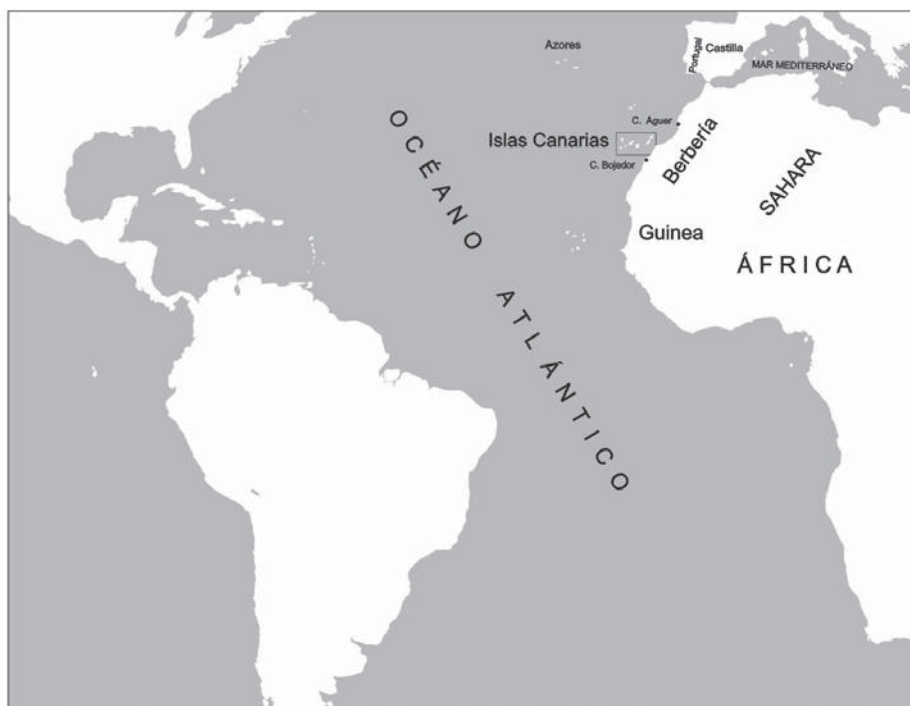 Azores
Portugal
Castilla
MAR MEDITERRÁNEO
C. Aguer
Islas Canarias
C. Bojedor
Berbería
SAHARA
Guinea
ÁFRICA
OCÉANO ATLÁNTICO